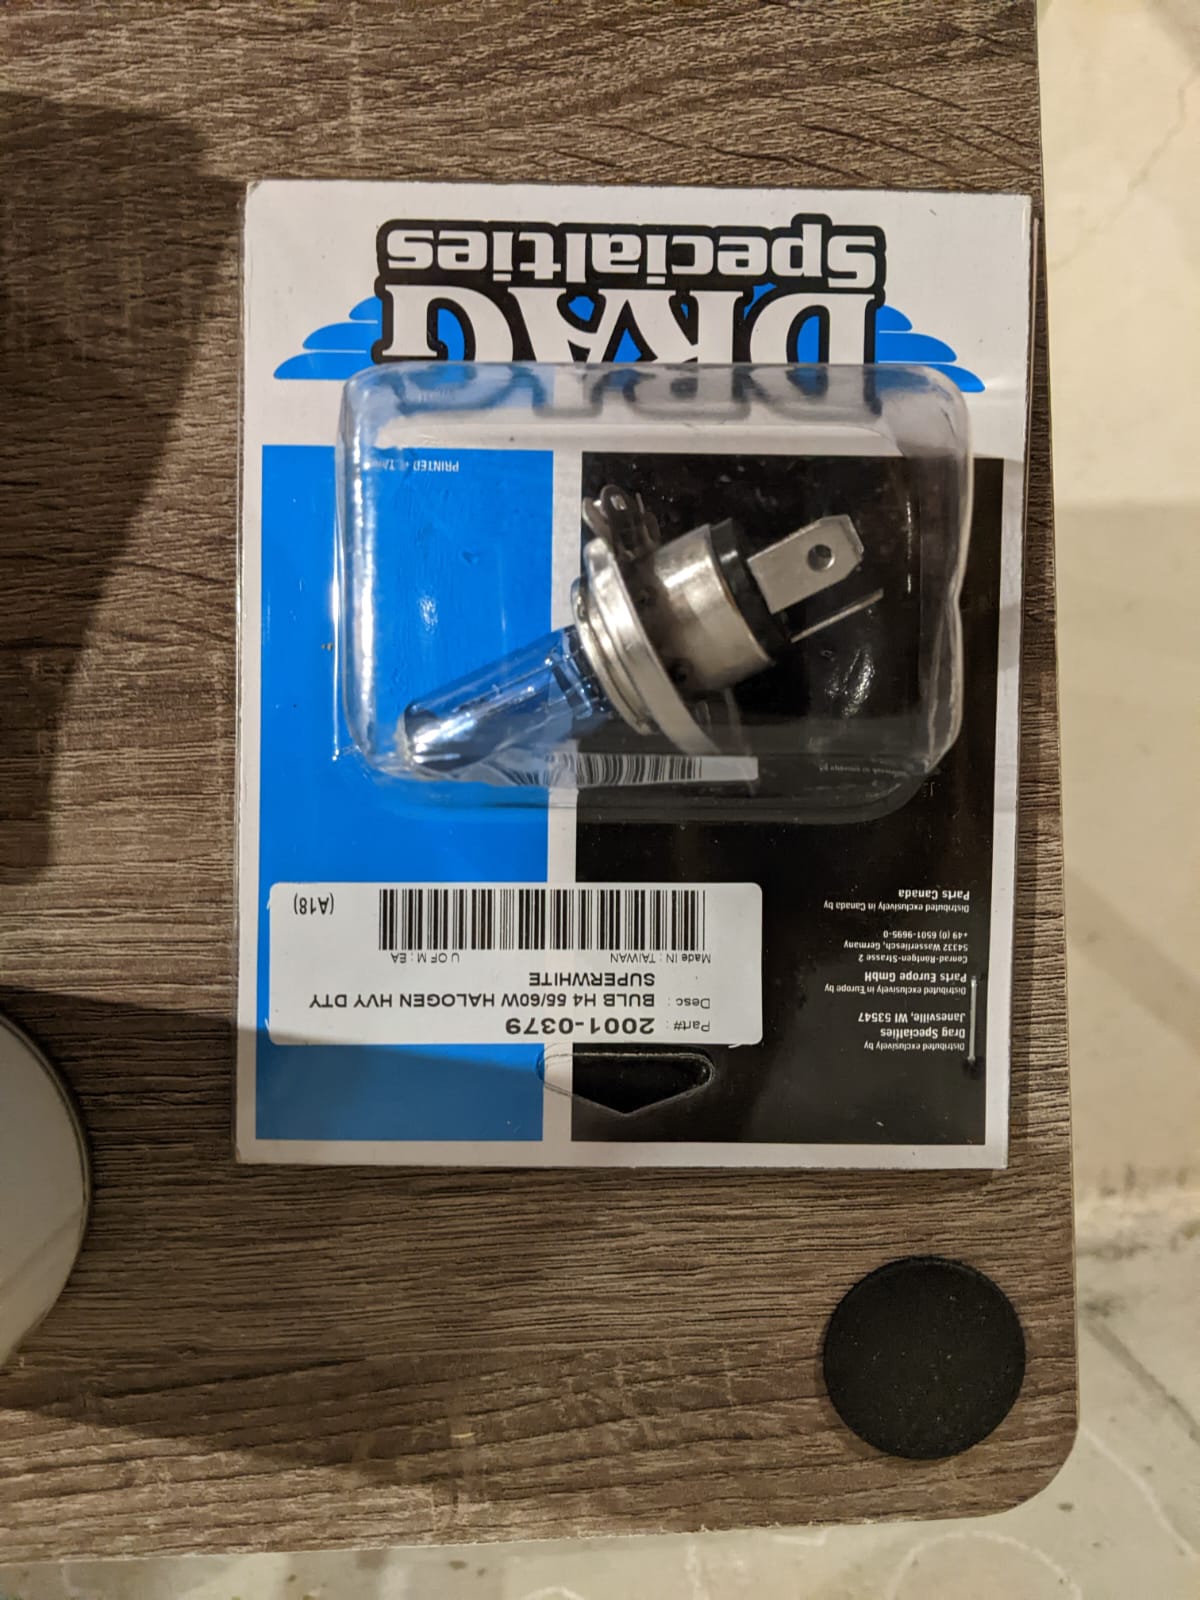 Distributed exclusively by
Drag Specialties
Janesville, WI 53547
Distributed exclusively in Europe by
Parts Europe GmbH
Conrad-Röntgen-Strasse 2
54332 Wasserliesch, Germany
+49 (0) 6501-9695-0
Distributed exclusively in Canada by
Parts Canada
Part# : 2001-0379
Desc : BULB H4 55/60W HALOGEN HVY DTY
SUPERWHITE
Made IN : TAIWAN U OF M : EA
(A18)
PRINTED
DRAG
Specialties